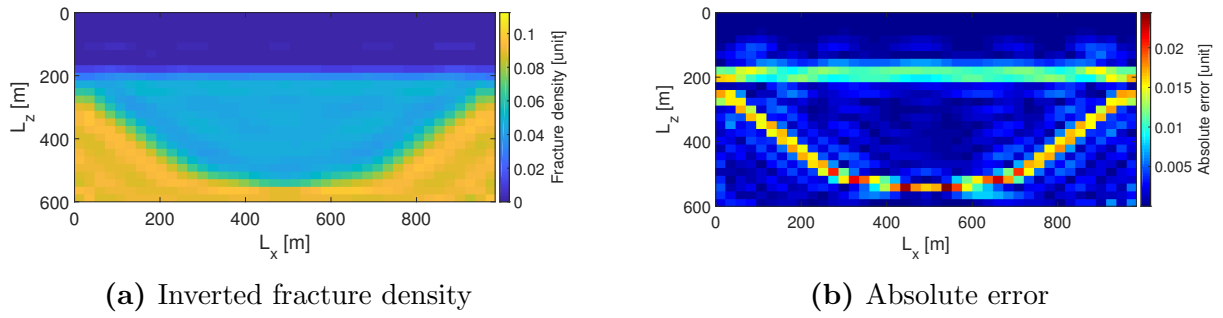 0
200
400
600
0 200 400 600 800
L_z [m]
L_x [m]
0.1
0.08
0.06
0.04
0.02
0
Fracture density [unit]
(a) Inverted fracture density
0
200
400
600
0 200 400 600 800
L_z [m]
L_x [m]
0.02
0.015
0.01
0.005
Absolute error [unit]
(b) Absolute error